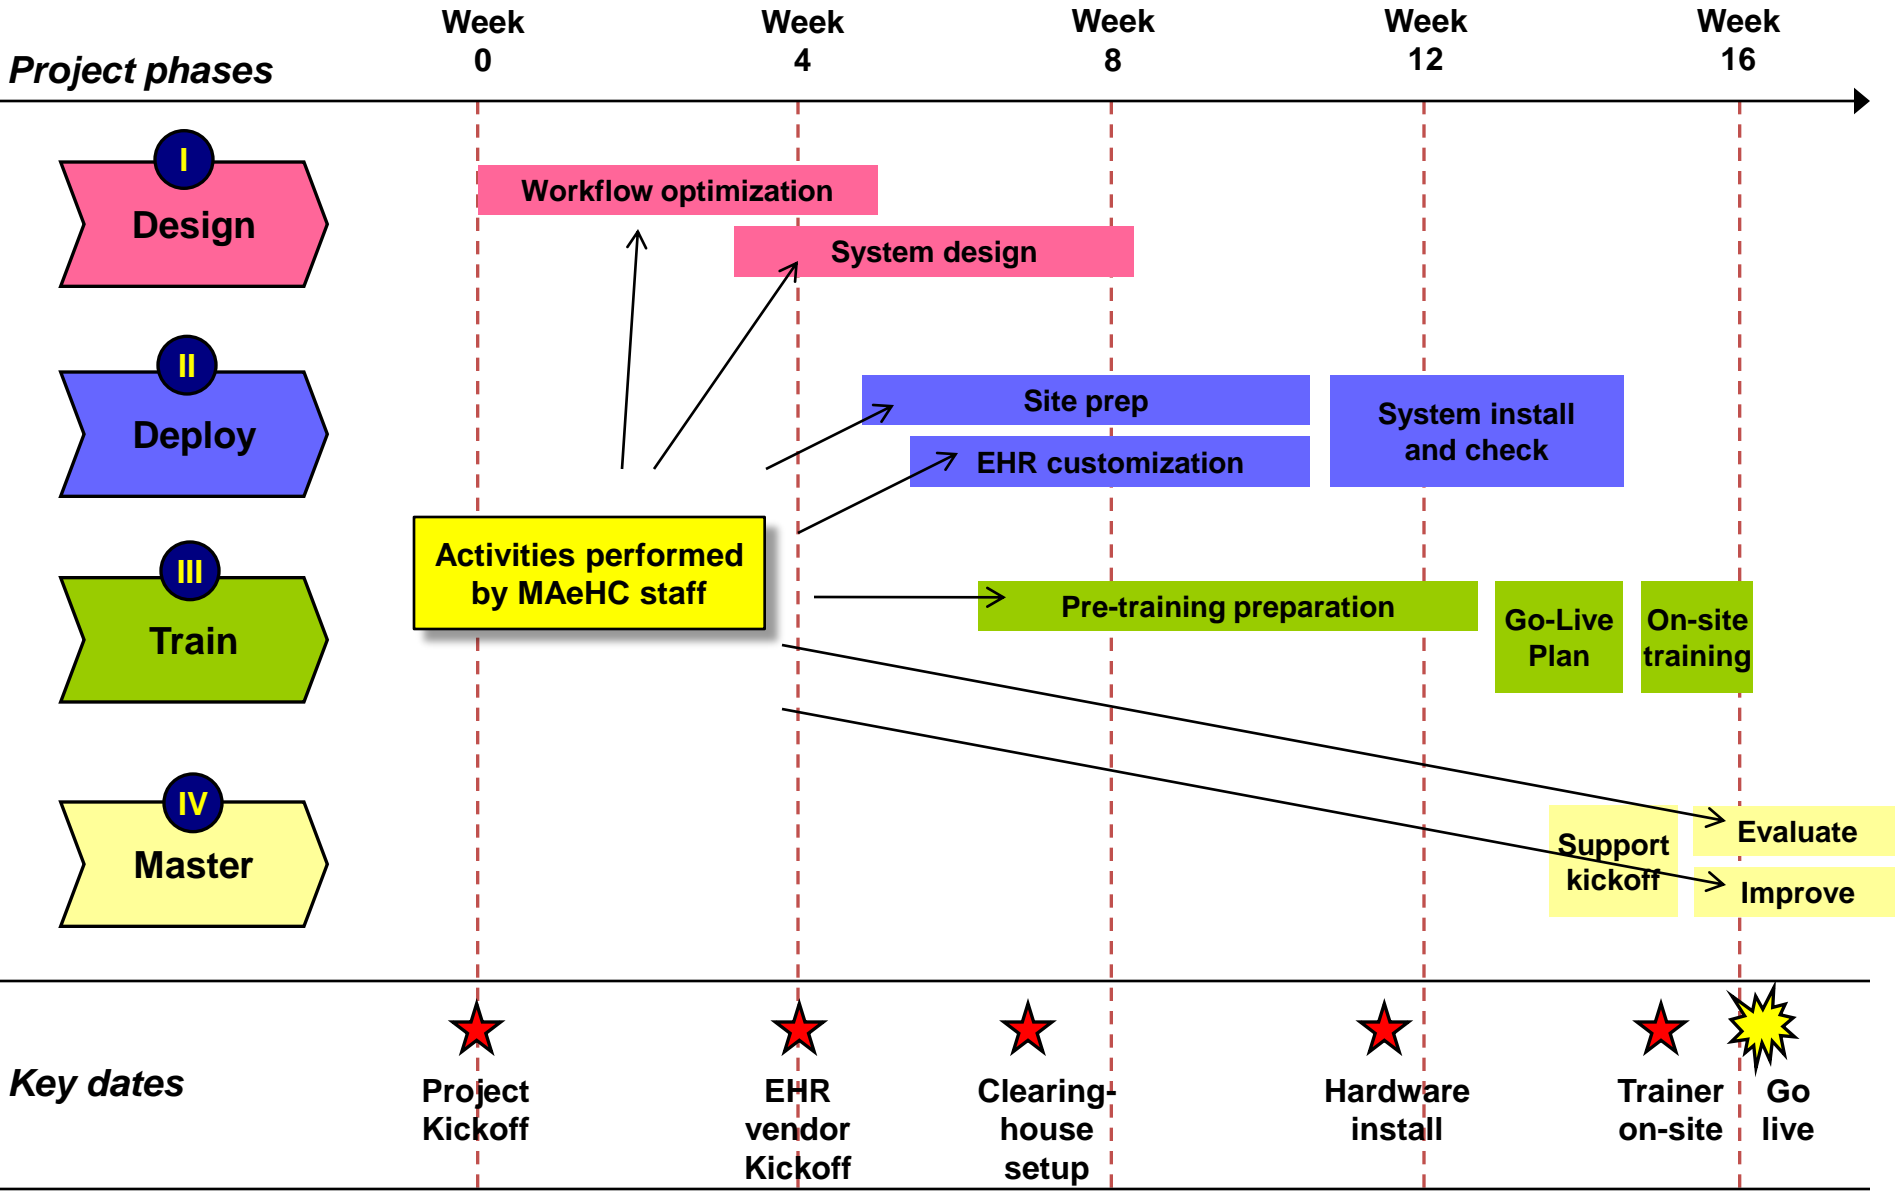 Week
0
Week
4
Week
8
Week
12
Week
16
Project phases
I
Design
Workflow optimization
System design
II
Deploy
Site prep
EHR customization
System install
and check
Activities performed
by MAeHC staff
III
Train
Pre-training preparation
Go-Live
Plan
On-site
training
IV
Master
Support
kickoff
Evaluate
Improve
Key dates
Project
Kickoff
EHR
vendor
Kickoff
Clearing-
house
setup
Hardware
install
Trainer
on-site
Go
live